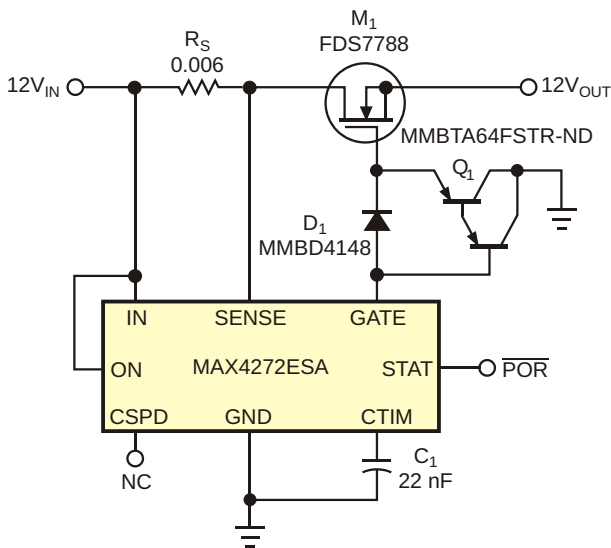 M1
FDS7788
RS
0.006
12VIN
12VOUT
MMBTA64FSTR-ND
Q1
D1
MMBD4148
IN
SENSE
GATE
ON
MAX4272ESA
STAT
POR
CSPD
GND
CTIM
NC
C1
22 nF